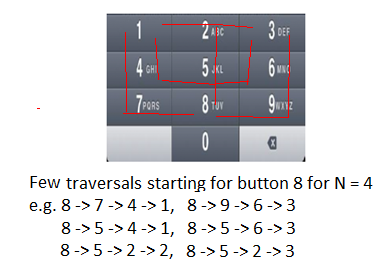 1 2 ABC 3 DEF
4 GHI 5 JKL 6 MNO
7 PQRS 8 TUV 9 WXYZ
0 X
Few traversals starting for button 8 for N = 4
e.g. 8 -> 7 -> 4 -> 1, 8 -> 9 -> 6 -> 3
8 -> 5 -> 4 -> 1, 8 -> 5 -> 6 -> 3
8 -> 5 -> 2 -> 2, 8 -> 5 -> 2 -> 3